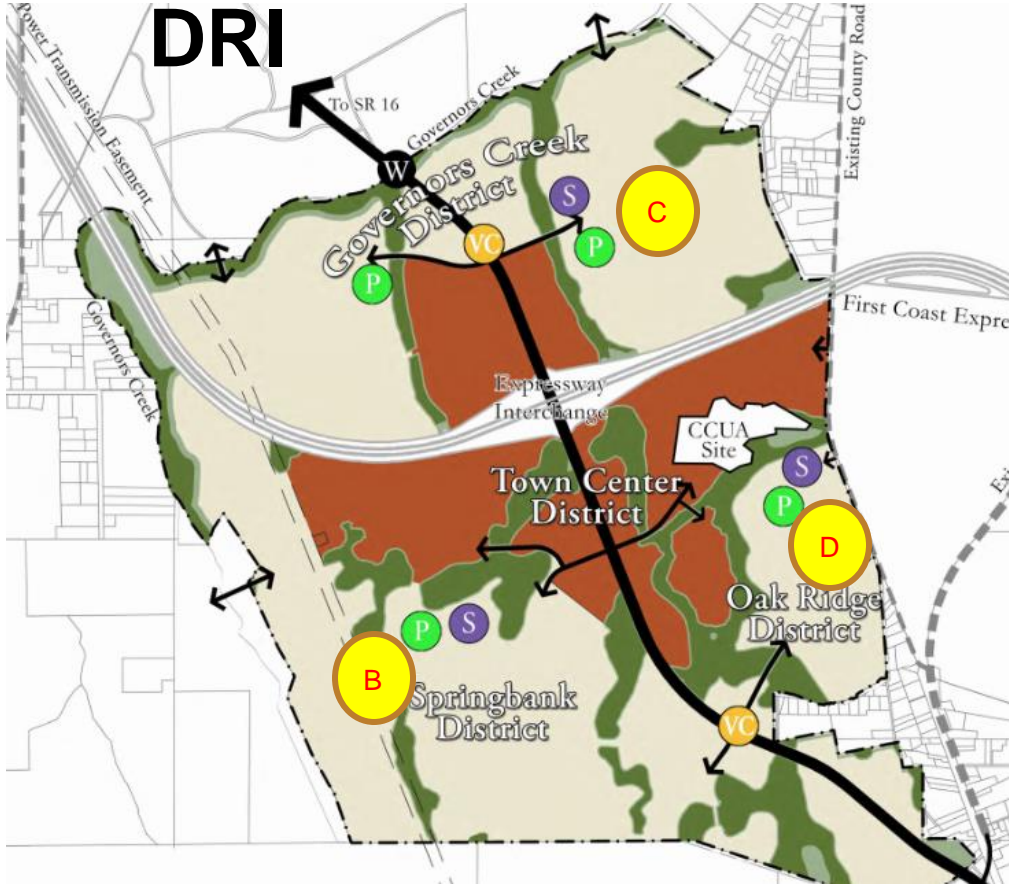 DRI
Power Transmission Easement
To SR 16
Governors Creek
Existing County Road
W
Governors Creek
District
S
C
VC
P
P
First Coast Expre
Governors Creek
Expressway
Interchange
CCUA
Site
S
Town Center
District
P
D
Oak Ridge
District
P
S
B
Springbank
District
VC